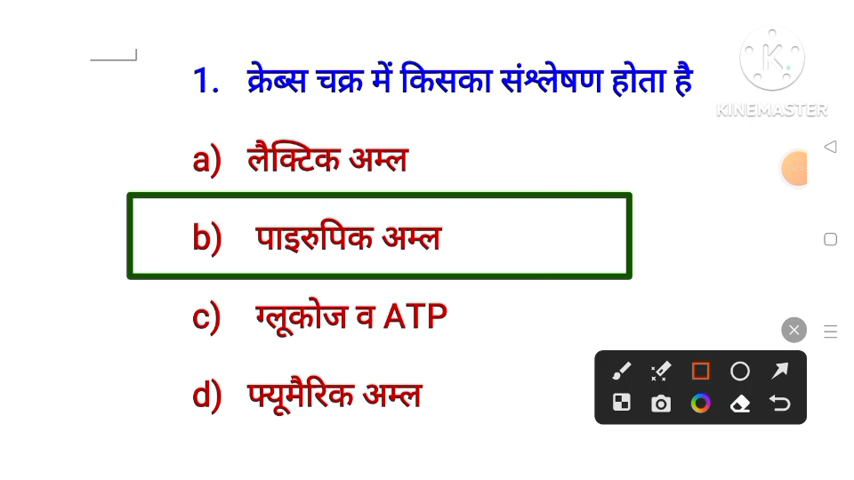 1. क्रेब्स चक्र में किसका संश्लेषण होता है
KINEMASTER
a) लैक्टिक अम्ल
b) पाइरुपिक अम्ल
c) ग्लूकोज व ATP
d) फ्यूमैरिक अम्ल